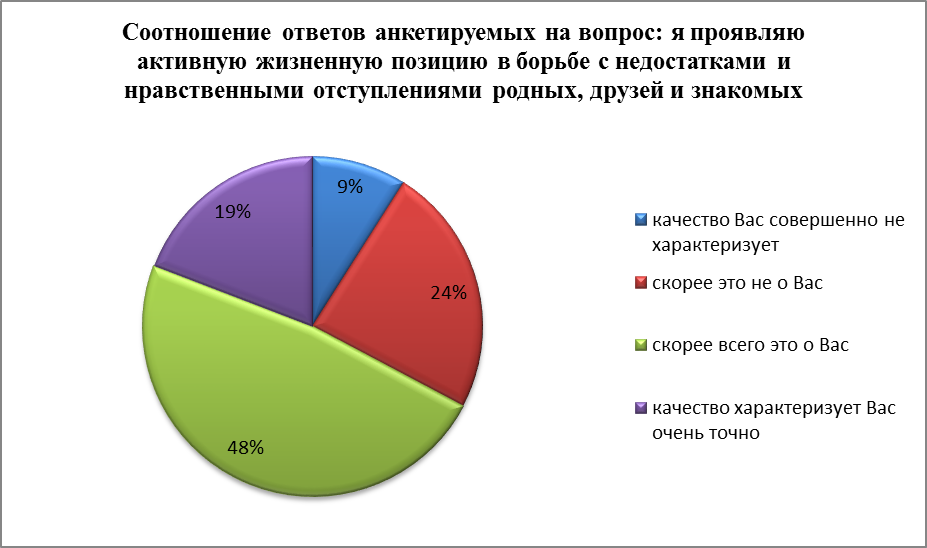 Соотношение ответов анкетируемых на вопрос: я проявляю
активную жизненную позицию в борьбе с недостатками и
нравственными отступлениями родных, друзей и знакомых
9%
19%
24%
48%
качество Вас совершенно не
характеризует
скорее это не о Вас
скорее всего это о Вас
качество характеризует Вас
очень точно